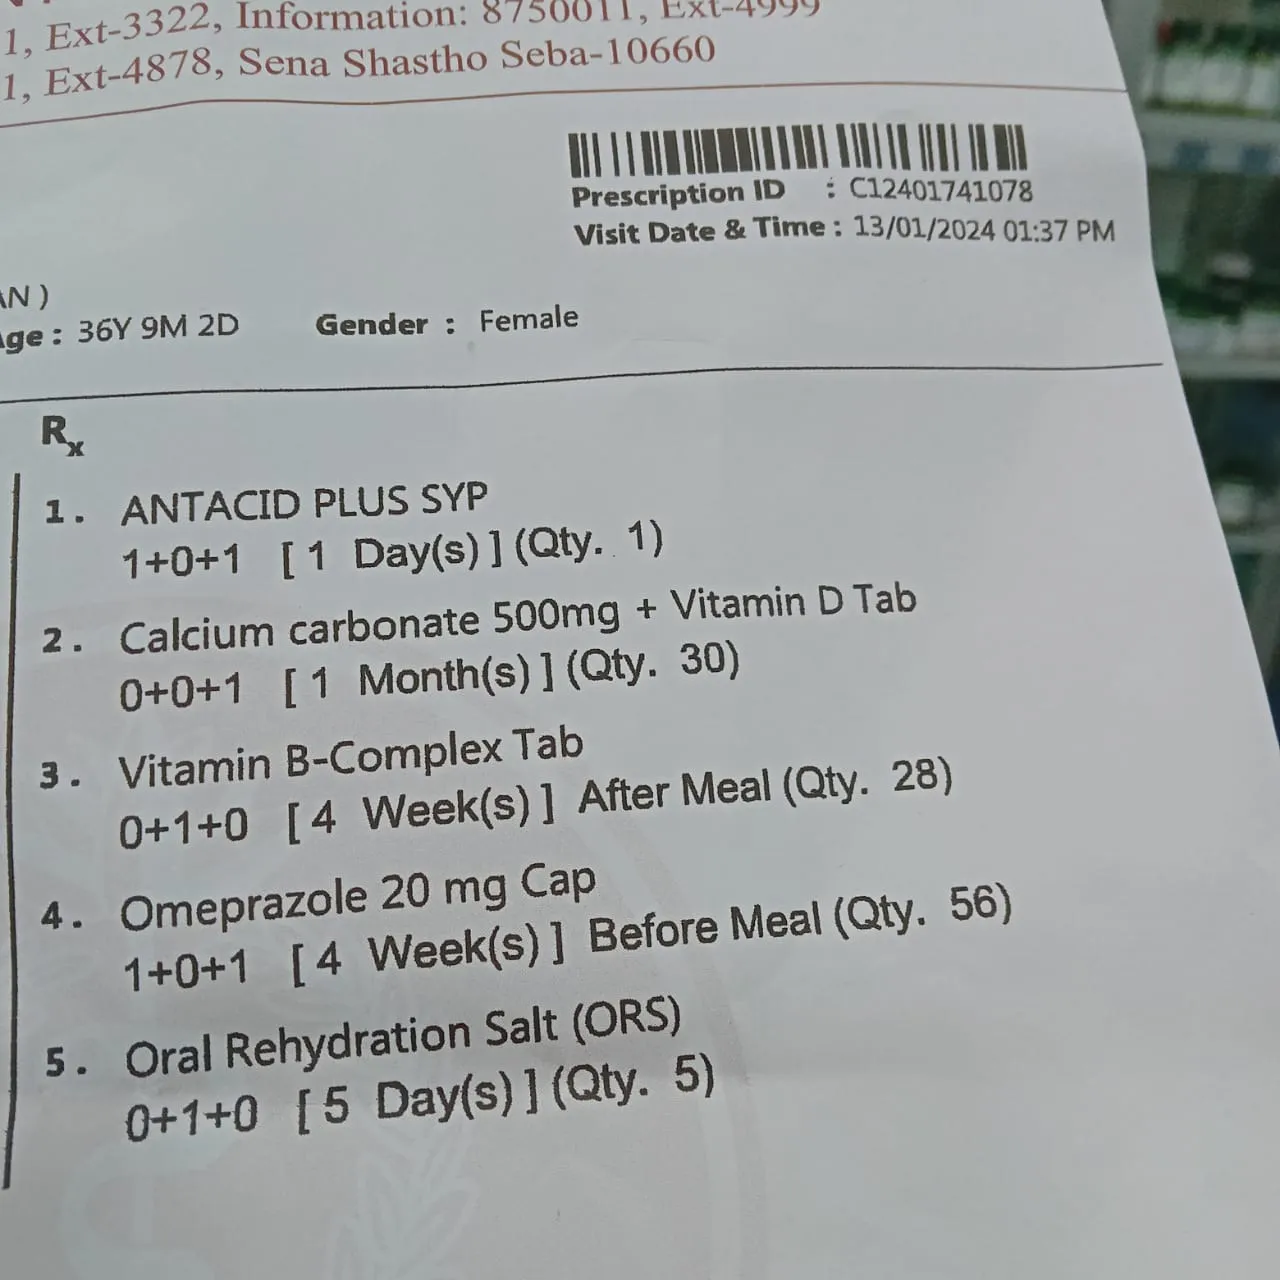 1, Ext-3322, Information: 8750011, Ext-4999
1, Ext-4878, Sena Shastho Seba-10660
Prescription ID : C12401741078
Visit Date & Time : 13/01/2024 01:37 PM
AN )
Age : 36Y 9M 2D Gender : Female
Rx
1. ANTACID PLUS SYP
1+0+1 [ 1 Day(s) ] (Qty. 1)
2. Calcium carbonate 500mg + Vitamin D Tab
0+0+1 [ 1 Month(s) ] (Qty. 30)
3. Vitamin B-Complex Tab
0+1+0 [ 4 Week(s) ] After Meal (Qty. 28)
4. Omeprazole 20 mg Cap
1+0+1 [ 4 Week(s) ] Before Meal (Qty. 56)
5. Oral Rehydration Salt (ORS)
0+1+0 [ 5 Day(s) ] (Qty. 5)